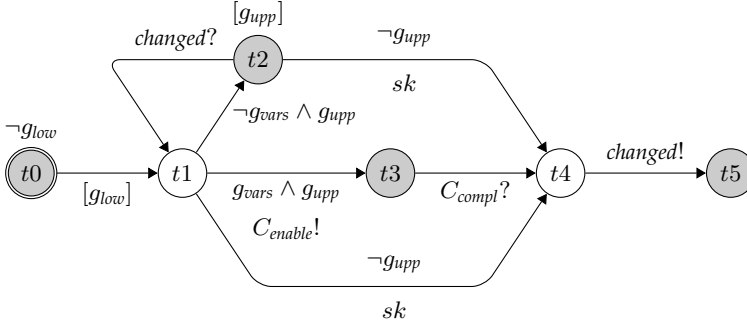 [g_upp]
changed?
t2
¬g_upp
sk
¬g_vars ∧ g_upp
¬g_low
t0
[g_low]
t1
g_vars ∧ g_upp
C_enable!
t3
C_compl?
t4
changed!
t5
¬g_upp
sk